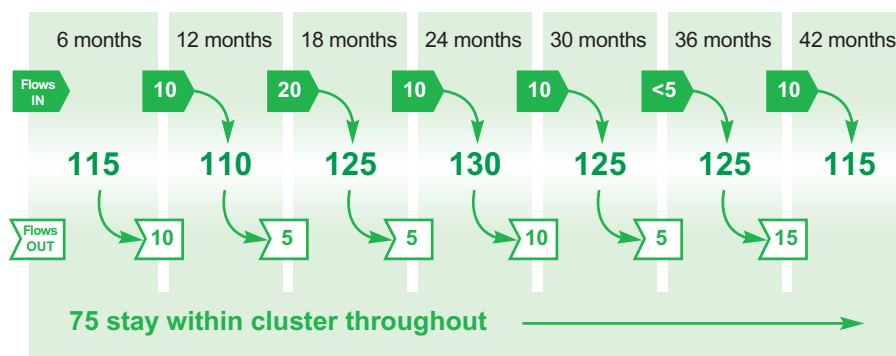 6 months 12 months 18 months 24 months 30 months 36 months 42 months
Flows
IN
10 20 10 10 <5 10
115 110 125 130 125 125 115
Flows
OUT
10 5 5 10 5 15
75 stay within cluster throughout